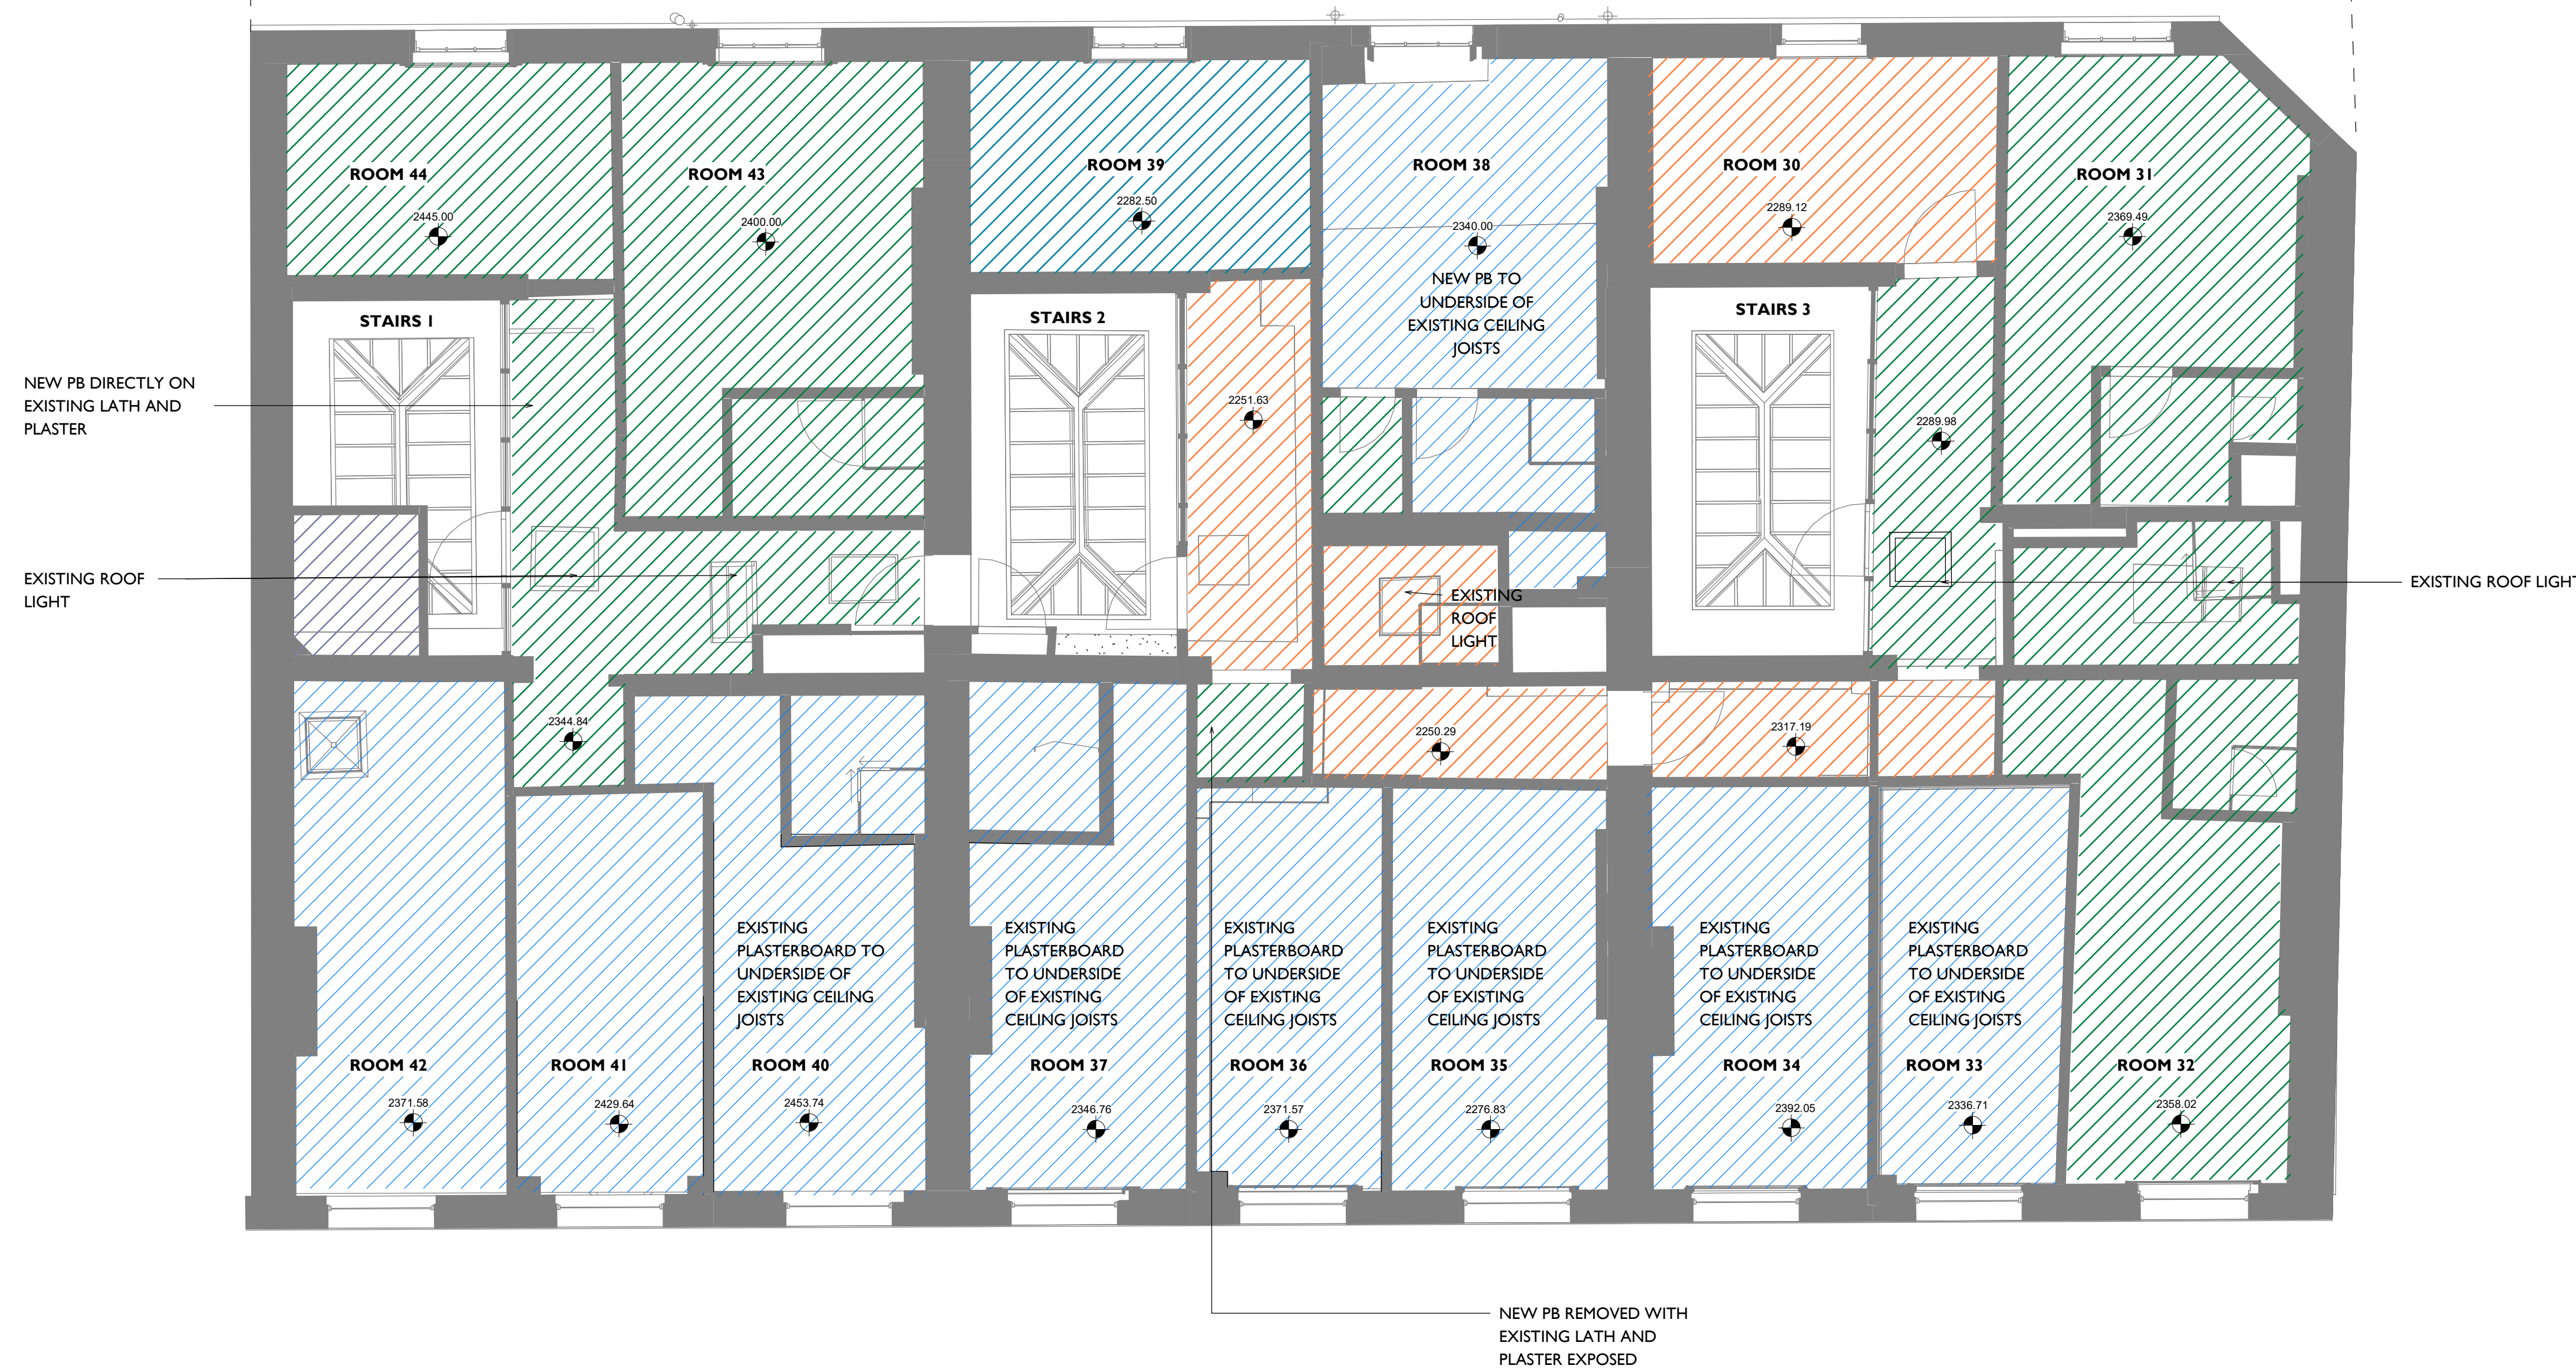 ROOM 44
2445.00
ROOM 43
2400.00
ROOM 39
2282.50
ROOM 38
2340.00
NEW PB TO
UNDERSIDE OF
EXISTING CEILING
JOISTS
ROOM 30
2289.12
ROOM 31
2369.49
STAIRS 1
STAIRS 2
STAIRS 3
NEW PB DIRECTLY ON
EXISTING LATH AND
PLASTER
2251.63
2289.98
EXISTING ROOF
LIGHT
EXISTING
ROOF
LIGHT
EXISTING ROOF LIGHT
2344.84
2250.29
2317.19
EXISTING
PLASTERBOARD TO
UNDERSIDE OF
EXISTING CEILING
JOISTS
EXISTING
PLASTERBOARD
TO UNDERSIDE
OF EXISTING
CEILING JOISTS
EXISTING
PLASTERBOARD
TO UNDERSIDE
OF EXISTING
CEILING JOISTS
EXISTING
PLASTERBOARD
TO UNDERSIDE
OF EXISTING
CEILING JOISTS
EXISTING
PLASTERBOARD
TO UNDERSIDE
OF EXISTING
CEILING JOISTS
EXISTING
PLASTERBOARD
TO UNDERSIDE
OF EXISTING
CEILING JOISTS
ROOM 42
2371.58
ROOM 41
2429.64
ROOM 40
2453.74
ROOM 37
2346.76
ROOM 36
2371.57
ROOM 35
2276.83
ROOM 34
2392.05
ROOM 33
2336.71
ROOM 32
2358.02
NEW PB REMOVED WITH
EXISTING LATH AND
PLASTER EXPOSED